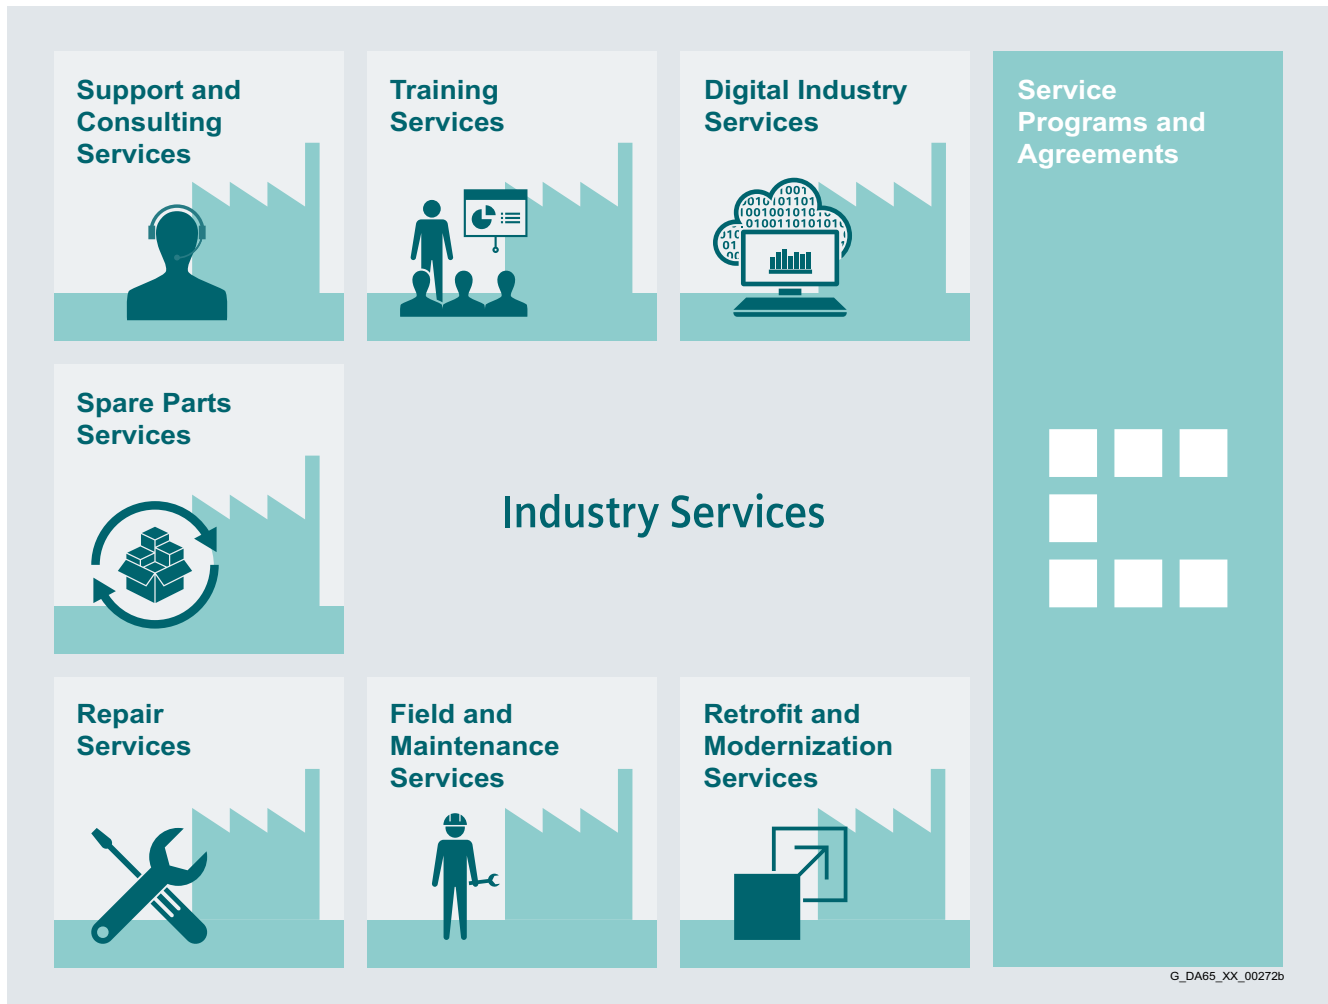 Support and
Consulting
Services
Training
Services
Digital Industry
Services
Service
Programs and
Agreements
Spare Parts
Services
Industry Services
Repair
Services
Field and
Maintenance
Services
Retrofit and
Modernization
Services
G_DA65_XX_00272b